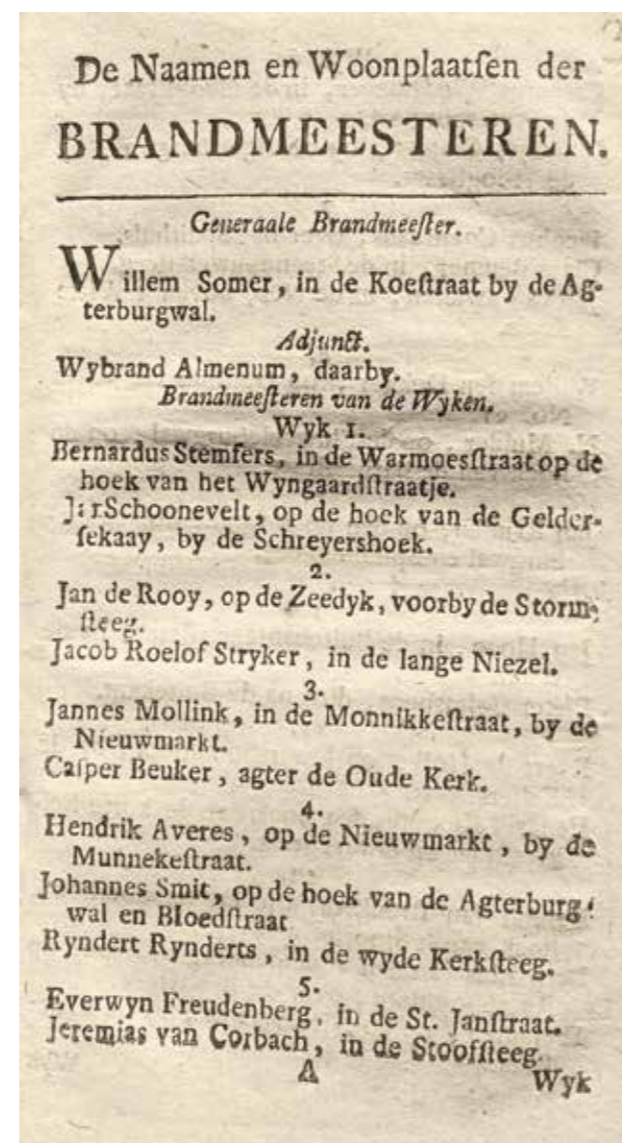 De Naamen en Woonplaatſen der
BRANDMEESTEREN.
Generaale Brandmeeſter.
Willem Somer, in de Koeſtraat by de Ag-
terburgwal.
Adjunct.
Wybrand Almenum, daarby.
Brandmeeſteren van de Wyken.
Wyk 1.
Bernardus Stemfers, in de Warmoesſtraat op de
hoek van het Wyngaardſtraatje.
Schoonevelt, op de hoek van de Gelder-
ſekaay, by de Schreyershoek.
2.
Jan de Rooy, op de Zeedyk, voorby de Storm-
ſteeg.
Jacob Roelof Stryker, in de lange Niezel.
3.
Jannes Mollink, in de Monnikkeſtraat, by de
Nieuwmarkt.
Caſper Beuker, agter de Oude Kerk.
4.
Hendrik Averes, op de Nieuwmarkt, by de
Munnekeſtraat.
Johannes Smit, op de hoek van de Agterburg-
wal en Bloedſtraat
Ryndert Rynderts, in de wyde Kerkſteeg.
5.
Everwyn Freudenberg, in de St. Janſtraat.
Jeremias van Corbach, in de Stoofſteeg.
A
Wyk